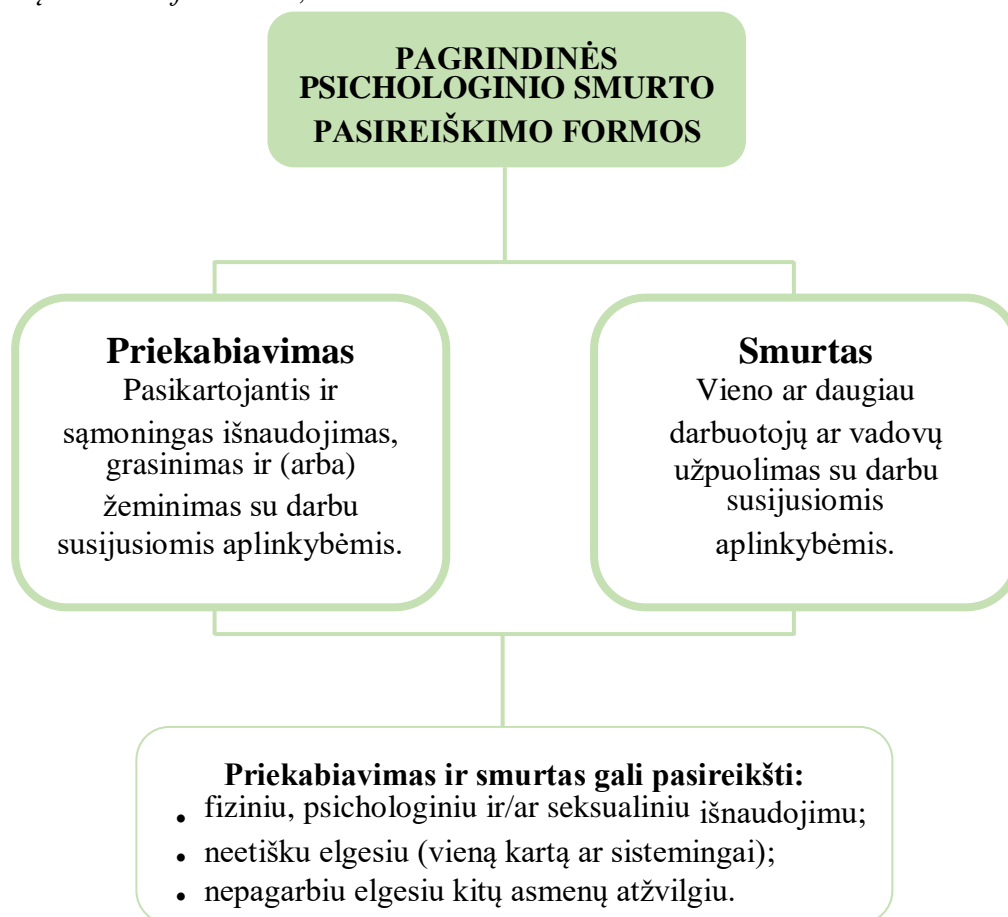 PAGRINDINĖS
PSICHOLOGINIO SMURTO
PASIREIŠKIMO FORMOS
Priekabiavimas
Pasikartojantis ir
sąmoningas išnaudojimas,
grasinimas ir (arba)
žeminimas su darbu
susijusiomis aplinkybėmis.
Smurtas
Vieno ar daugiau
darbuotojų ar vadovų
užpuolimas su darbu
susijusiomis
aplinkybėmis.
Priekabiavimas ir smurtas gali pasireikšti:
• fiziniu, psichologiniu ir/ar seksualiniu išnaudojimu;
• neetišku elgesiu (vieną kartą ar sistemingai);
• nepagarbiu elgesiu kitų asmenų atžvilgiu.